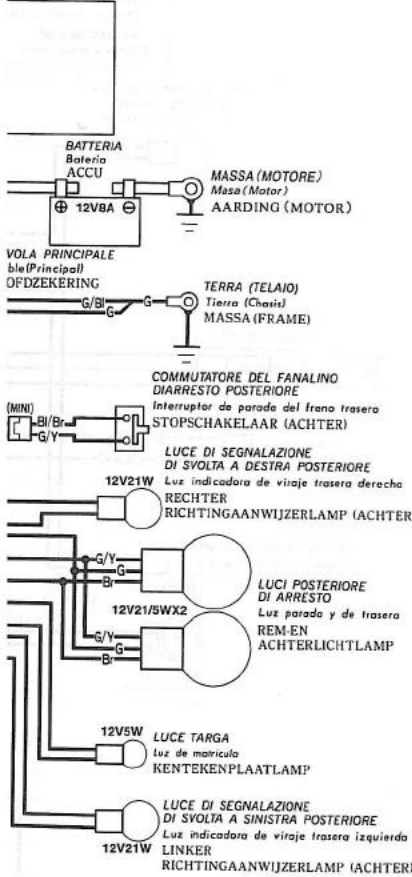 BATTERIA
Bateria
ACCU
⊕ 12V8A ⊖
MASSA (MOTORE)
Masa (Motor)
AARDING (MOTOR)
VOLA PRINCIPALE
ble (Principal)
OFDZEKERING
G/Bl
G
G
TERRA (TELAIO)
Tierra (Chasis)
MASSA (FRAME)
COMMUTATORE DEL FANALINO
DIARRESTO POSTERIORE
Interruptor de parada del freno trasero
STOPSCHAKELAAR (ACHTER)
(MINI)
Bl/Br
G/Y
LUCE DI SEGNALAZIONE
DI SVOLTA A DESTRA POSTERIORE
Luz indicadora de viraje trasera derecha
RECHTER
RICHTINGAANWIJZERLAMP (ACHTER
12V21W
G/Y
G
Br
12V21/5WX2
G/Y
G
Br
LUCI POSTERIORE
DI ARRESTO
Luz parada y de trasera
REM-EN
ACHTERLICHTLAMP
12V5W
LUCE TARGA
Luz de matricula
KENTEKENPLAATLAMP
LUCE DI SEGNALAZIONE
DI SVOLTA A SINISTRA POSTERIORE
Luz indicadora de viraje trasera izquierda
12V21W
LINKER
RICHTINGAANWIJZERLAMP (ACHTER